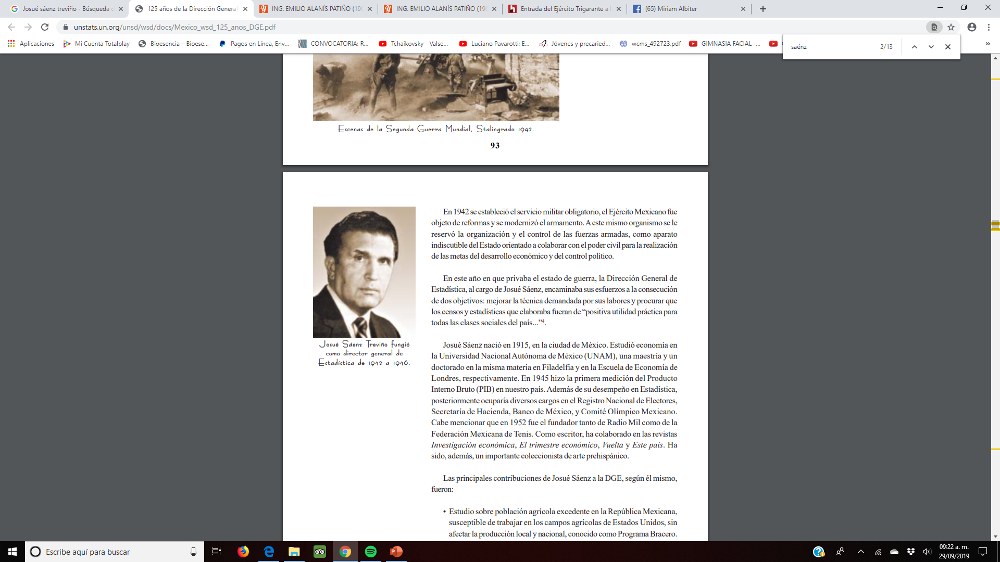 Josué sáenz treviño - Búsqueda
125 años de la Dirección General
ING. EMILIO ALANÍS PATIÑO (190
ING. EMILIO ALANÍS PATIÑO (190
Entrada del Ejército Trigarante a
(65) Miriam Albiter
unstats.un.org/unsd/wsd/docs/Mexico_wsd_125_anos_DGE.pdf
Aplicaciones
Mi Cuenta Totalplay
Bioesencia – Bioese...
Pagos en Línea, Env...
CONVOCATORIA: R...
Tchaikovsky - Valse...
Luciano Pavarotti: E...
Jóvenes y precaried...
wcms_492723.pdf
GIMNASIA FACIAL -...
saénz
2/13
Escenas de la Segunda Guerra Mundial, Stalingrado 1942.
93
Josué Sáenz Treviño fungió
como director general de
Estadística de 1942 a 1946.
En 1942 se estableció el servicio militar obligatorio, el Ejército Mexicano fue
objeto de reformas y se modernizó el armamento. A este mismo organismo se le
reservó la organización y el control de las fuerzas armadas, como aparato
indiscutible del Estado orientado a colaborar con el poder civil para la realización
de las metas del desarrollo económico y del control político.
En este año en que privaba el estado de guerra, la Dirección General de
Estadística, al cargo de Josué Sáenz, encaminaba sus esfuerzos a la consecución
de dos objetivos: mejorar la técnica demandada por sus labores y procurar que
los censos y estadísticas que elaboraba fueran de “positiva utilidad práctica para
todas las clases sociales del país...”⁴.
Josué Sáenz nació en 1915, en la ciudad de México. Estudió economía en
la Universidad Nacional Autónoma de México (UNAM), una maestría y un
doctorado en la misma materia en Filadelfia y en la Escuela de Economía de
Londres, respectivamente. En 1945 hizo la primera medición del Producto
Interno Bruto (PIB) en nuestro país. Además de su desempeño en Estadística,
posteriormente ocuparía diversos cargos en el Registro Nacional de Electores,
Secretaría de Hacienda, Banco de México, y Comité Olímpico Mexicano.
Cabe mencionar que en 1952 fue el fundador tanto de Radio Mil como de la
Federación Mexicana de Tenis. Como escritor, ha colaborado en las revistas
Investigación económica, El trimestre económico, Vuelta y Este país. Ha
sido, además, un importante coleccionista de arte prehispánico.
Las principales contribuciones de Josué Sáenz a la DGE, según él mismo,
fueron:
• Estudio sobre población agrícola excedente en la República Mexicana,
susceptible de trabajar en los campos agrícolas de Estados Unidos, sin
afectar la producción local y nacional, conocido como Programa Bracero.
Escribe aquí para buscar
09:22 a. m.
29/09/2019